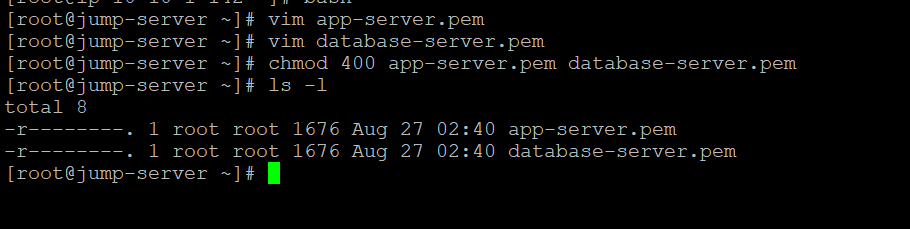 [root@jump-server ~]# vim app-server.pem
[root@jump-server ~]# vim database-server.pem
[root@jump-server ~]# chmod 400 app-server.pem database-server.pem
[root@jump-server ~]# ls -l
total 8
-r--------. 1 root root 1676 Aug 27 02:40 app-server.pem
-r--------. 1 root root 1676 Aug 27 02:40 database-server.pem
[root@jump-server ~]#